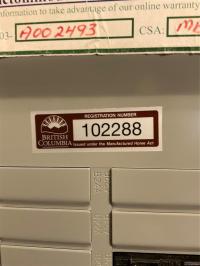 information to take advantage of our online warranty
03- A002493 CSA:
REGISTRATION NUMBER
102288
BRITISH
COLUMBIA
Issued under the Manufactured Home Act